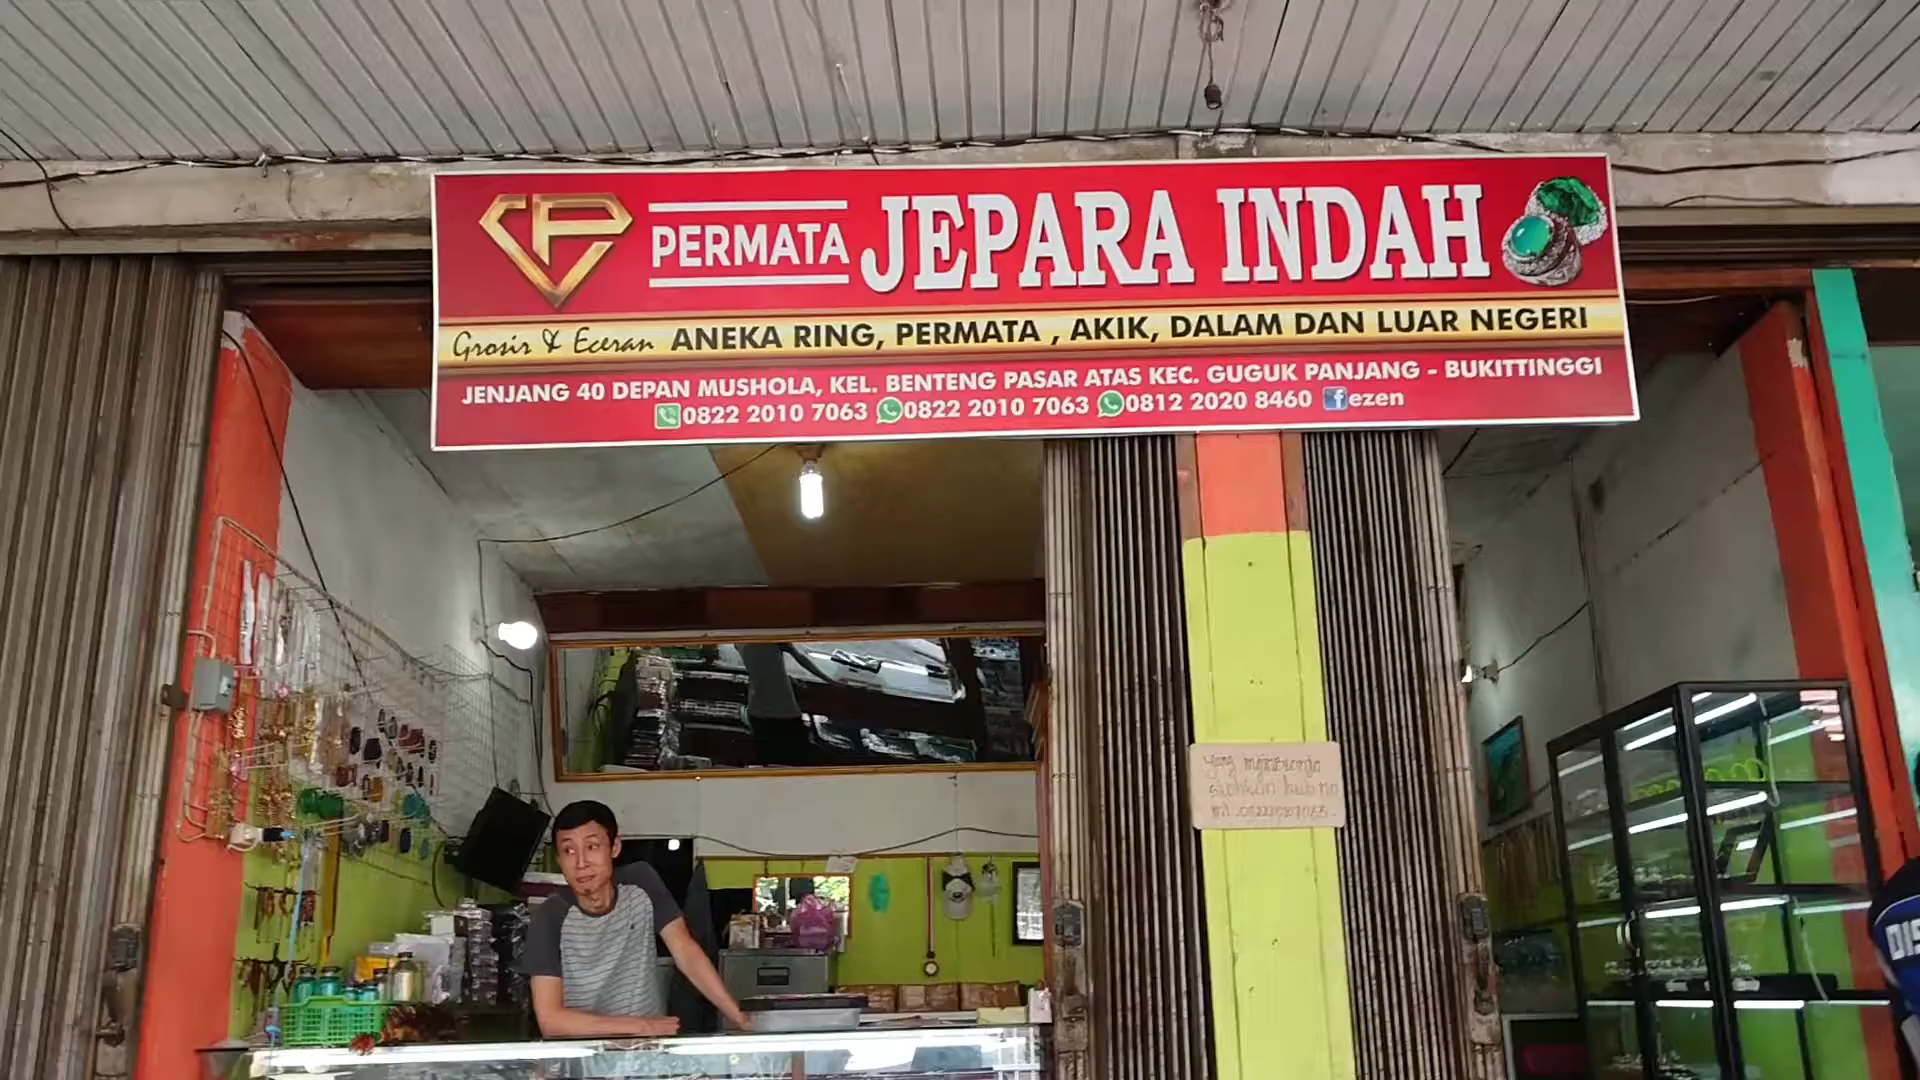 PERMATA JEPARA INDAH
Grosir & Eceran ANEKA RING, PERMATA , AKIK, DALAM DAN LUAR NEGERI
JENJANG 40 DEPAN MUSHOLA, KEL. BENTENG PASAR ATAS KEC. GUGUK PANJANG - BUKITTINGGI
0822 2010 7063 0822 2010 7063 0812 2020 8460 ezen
yang